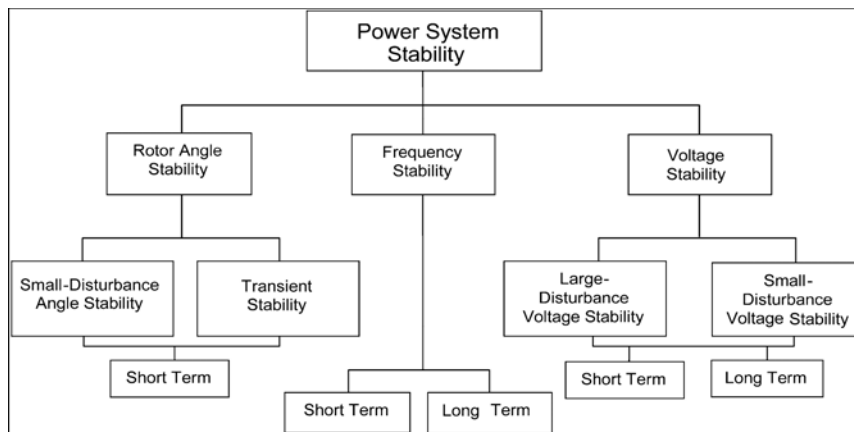 Power System
Stability
Rotor Angle
Stability
Frequency
Stability
Voltage
Stability
Small-Disturbance
Angle Stability
Transient
Stability
Large-
Disturbance
Voltage Stability
Small-
Disturbance
Voltage Stability
Short Term
Short Term
Long Term
Short Term
Long Term